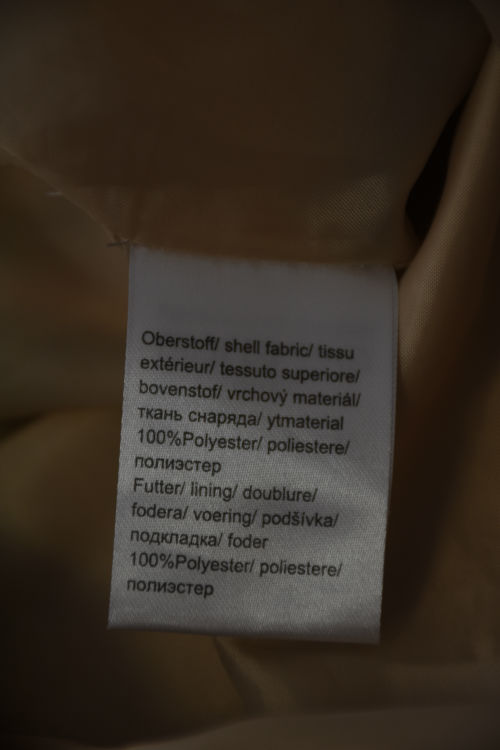 Oberstoff/ shell fabric/ tissu
extérieur/ tessuto superiore/
bovenstof/ vrchový materiál/
ткань снаряда/ ytmaterial
100%Polyester/ poliestere/
полиэстер
Futter/ lining/ doublure/
fodera/ voering/ podšívka/
подкладка/ foder
100%Polyester/ poliestere/
полиэстер